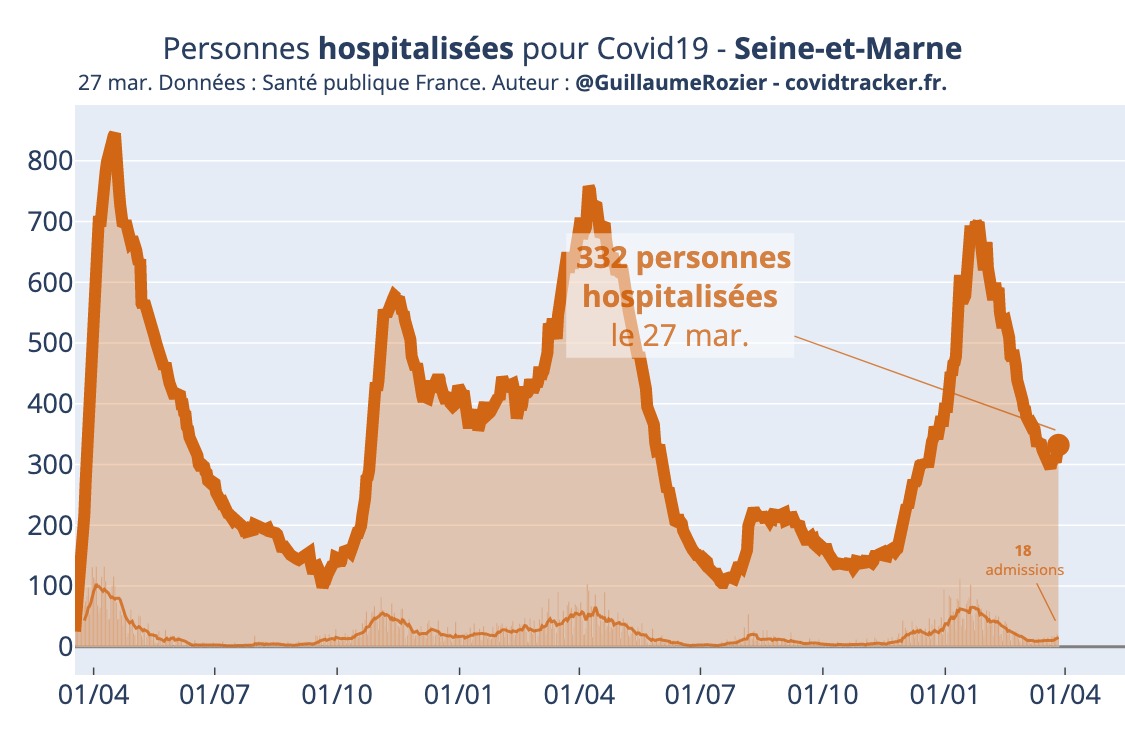 Personnes hospitalisées pour Covid19 - Seine-et-Marne
27 mar. Données : Santé publique France. Auteur : @GuillaumeRozier - covidtracker.fr.
800
700
600
500
400
300
200
100
0
332 personnes
hospitalisées
le 27 mar.
18
admissions
01/04 01/07 01/10 01/01 01/04 01/07 01/10 01/01 01/04